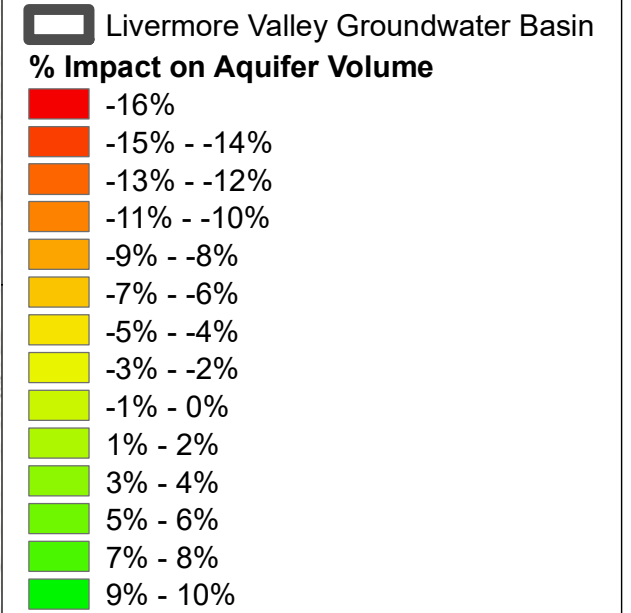 Livermore Valley Groundwater Basin
% Impact on Aquifer Volume
-16%
-15% - -14%
-13% - -12%
-11% - -10%
-9% - -8%
-7% - -6%
-5% - -4%
-3% - -2%
-1% - 0%
1% - 2%
3% - 4%
5% - 6%
7% - 8%
9% - 10%